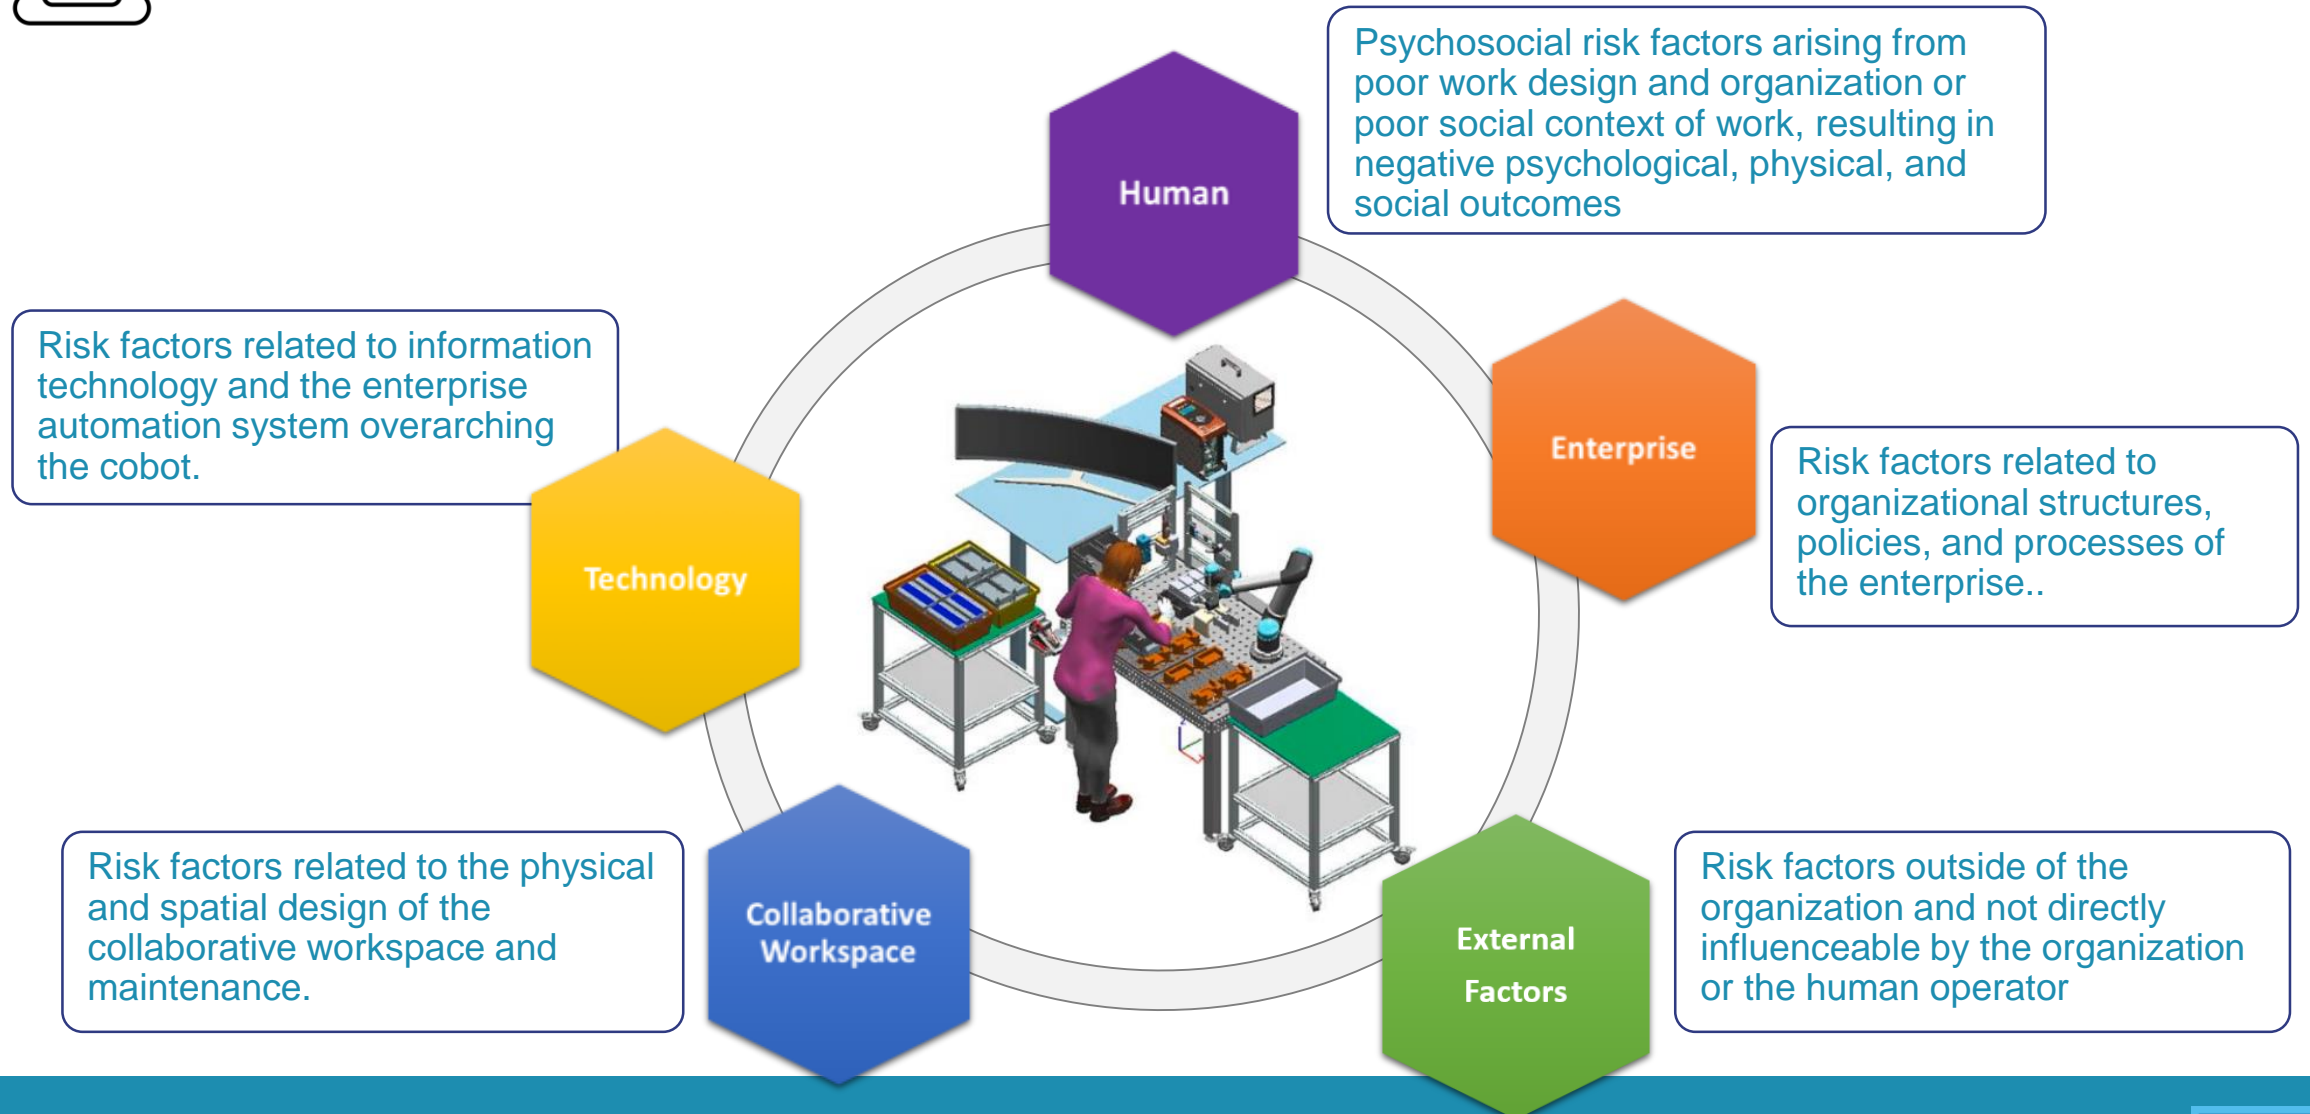 Psychosocial risk factors arising from
poor work design and organization or
poor social context of work, resulting in
negative psychological, physical, and
social outcomes
Human
Risk factors related to information
technology and the enterprise
automation system overarching
the cobot.
Technology
Enterprise
Risk factors related to
organizational structures,
policies, and processes of
the enterprise..
Risk factors related to the physical
and spatial design of the
collaborative workspace and
maintenance.
Collaborative
Workspace
External
Factors
Risk factors outside of the
organization and not directly
influenceable by the organization
or the human operator